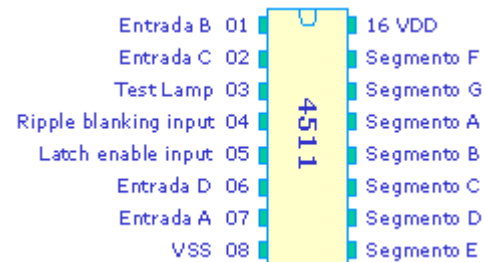 Entrada B 01 16 VDD
Entrada C 02 Segmento F
Test Lamp 03 Segmento G
Ripple blanking input 04 Segmento A
Latch enable input 05 Segmento B
Entrada D 06 Segmento C
Entrada A 07 Segmento D
VSS 08 Segmento E
4511